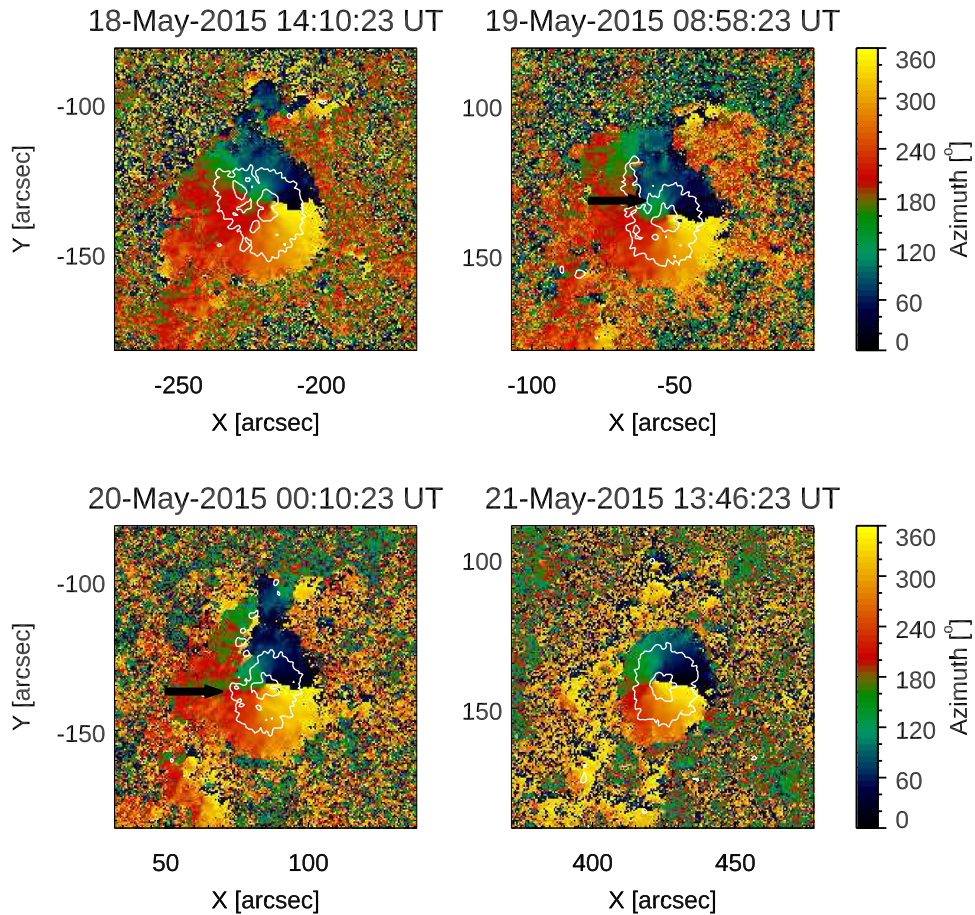 18-May-2015 14:10:23 UT
19-May-2015 08:58:23 UT
-100
-150
Y [arcsec]
-250
-200
X [arcsec]
100
150
-100
-50
X [arcsec]
360
300
240
180
120
60
0
Azimuth [°]
20-May-2015 00:10:23 UT
21-May-2015 13:46:23 UT
-100
-150
Y [arcsec]
50
100
X [arcsec]
100
150
400
450
X [arcsec]
360
300
240
180
120
60
0
Azimuth [°]